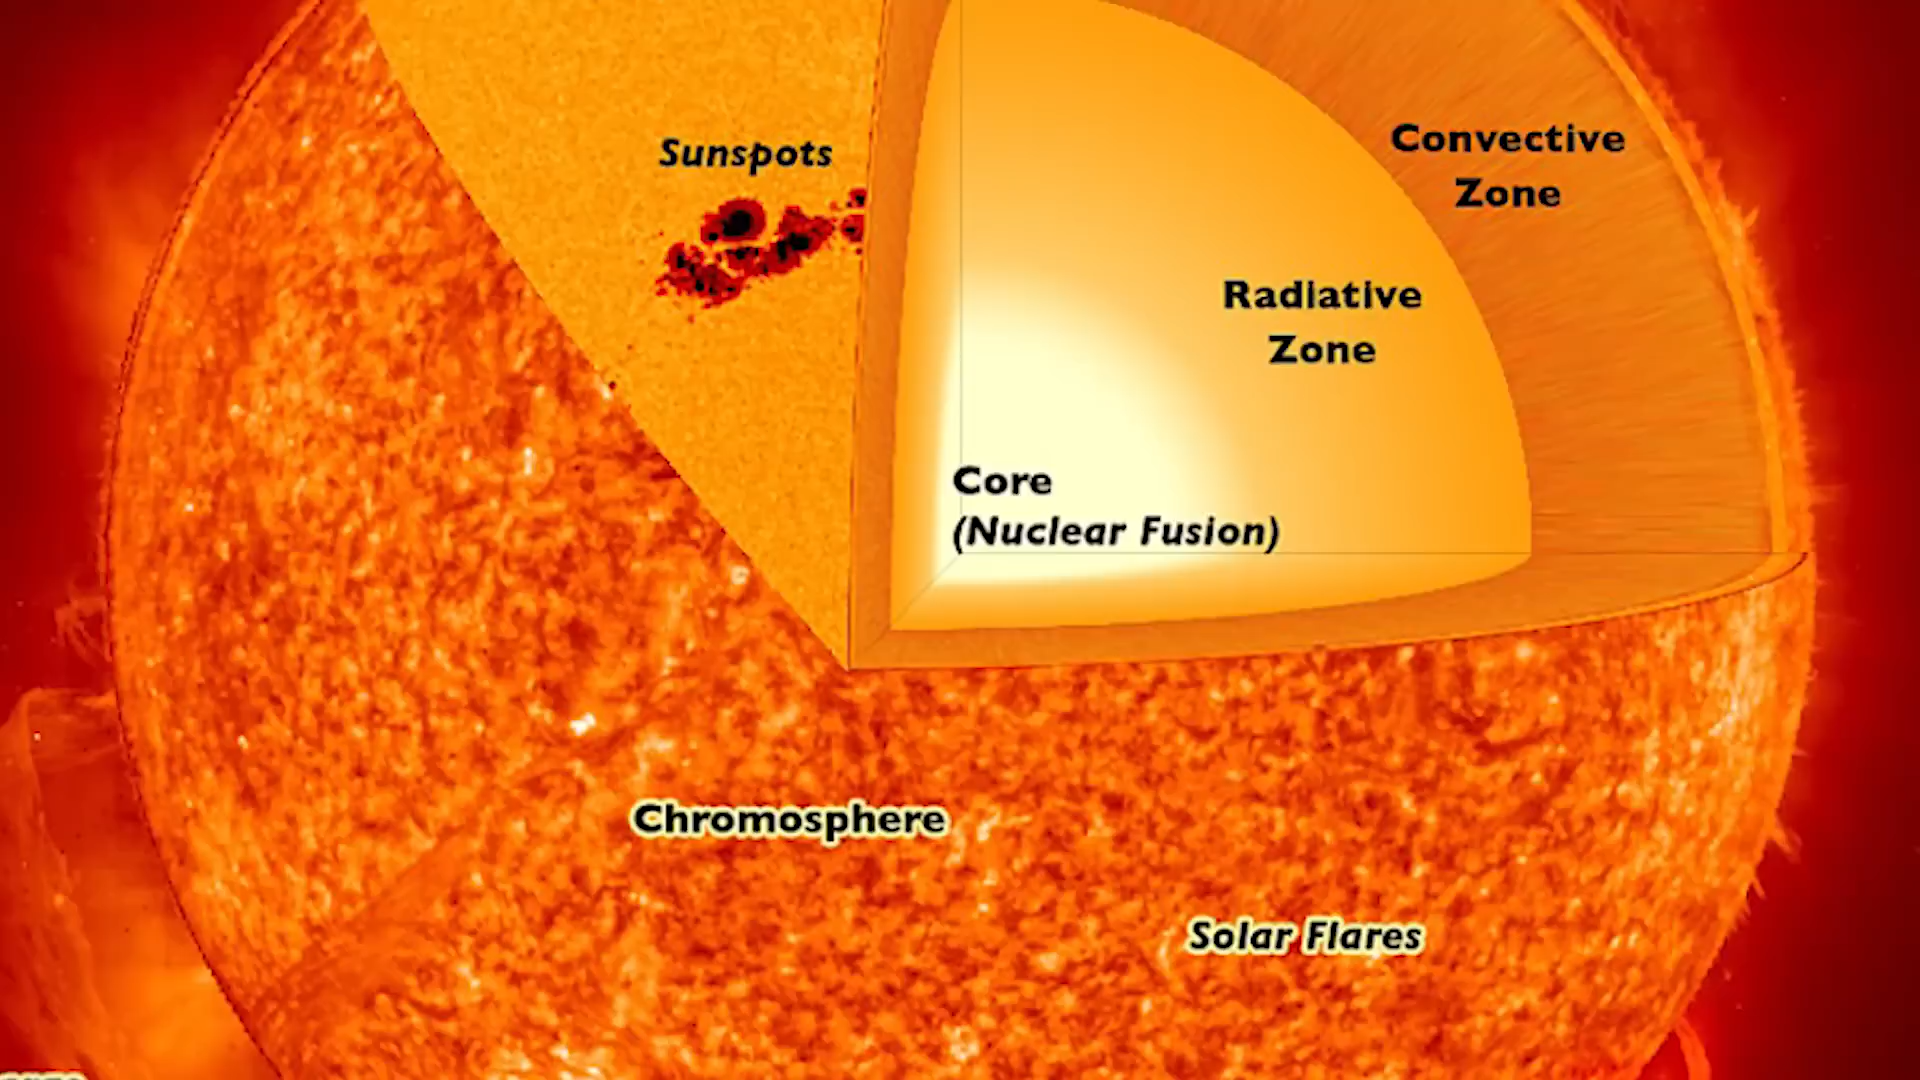 Sunspots
Convective
Zone
Radiative
Zone
Core
(Nuclear Fusion)
Chromosphere
Solar Flares